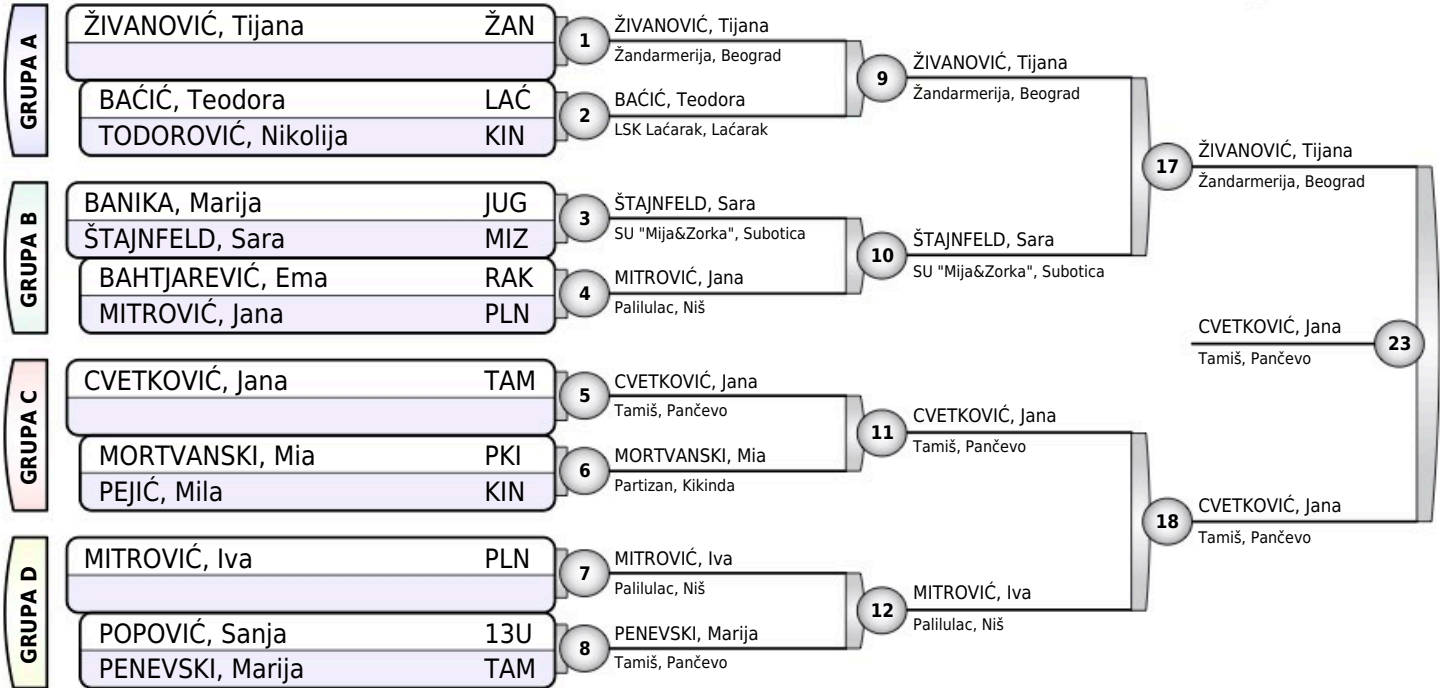 GRUPA A
ŽIVANOVIĆ, Tijana ŽAN
BAĆIĆ, Teodora LAĆ
TODOROVIĆ, Nikolija KIN
GRUPA B
BANIKA, Marija JUG
ŠTAJNFELD, Sara MIZ
BAHTJAREVIĆ, Ema RAK
MITROVIĆ, Jana PLN
GRUPA C
CVETKOVIĆ, Jana TAM
MORTVANSKI, Mia PKI
PEJIĆ, Mila KIN
GRUPA D
MITROVIĆ, Iva PLN
POPOVIĆ, Sanja 13U
PENEVSKI, Marija TAM
1
ŽIVANOVIĆ, Tijana
Žandarmerija, Beograd
2
BAĆIĆ, Teodora
LSK Laćarak, Laćarak
3
ŠTAJNFELD, Sara
SU "Mija&Zorka", Subotica
4
MITROVIĆ, Jana
Palilulac, Niš
5
CVETKOVIĆ, Jana
Tamiš, Pančevo
6
MORTVANSKI, Mia
Partizan, Kikinda
7
MITROVIĆ, Iva
Palilulac, Niš
8
PENEVSKI, Marija
Tamiš, Pančevo
9
ŽIVANOVIĆ, Tijana
Žandarmerija, Beograd
10
ŠTAJNFELD, Sara
SU "Mija&Zorka", Subotica
11
CVETKOVIĆ, Jana
Tamiš, Pančevo
12
MITROVIĆ, Iva
Palilulac, Niš
17
ŽIVANOVIĆ, Tijana
Žandarmerija, Beograd
18
CVETKOVIĆ, Jana
Tamiš, Pančevo
CVETKOVIĆ, Jana
Tamiš, Pančevo
23